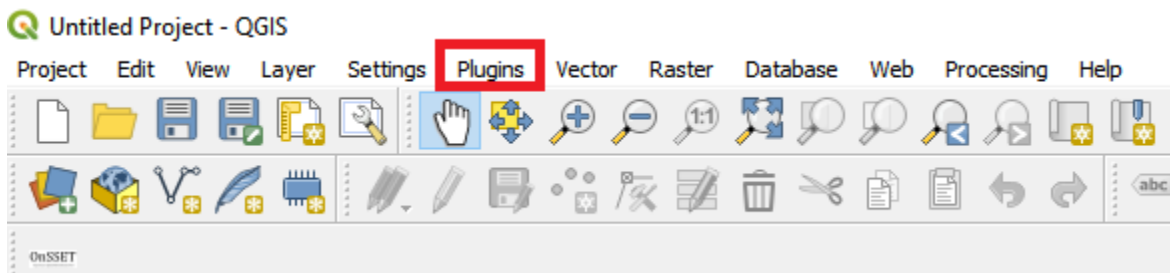 Untitled Project - QGIS
Project Edit View Layer Settings Plugins Vector Raster Database Web Processing Help
1:1
abc
OnSSET